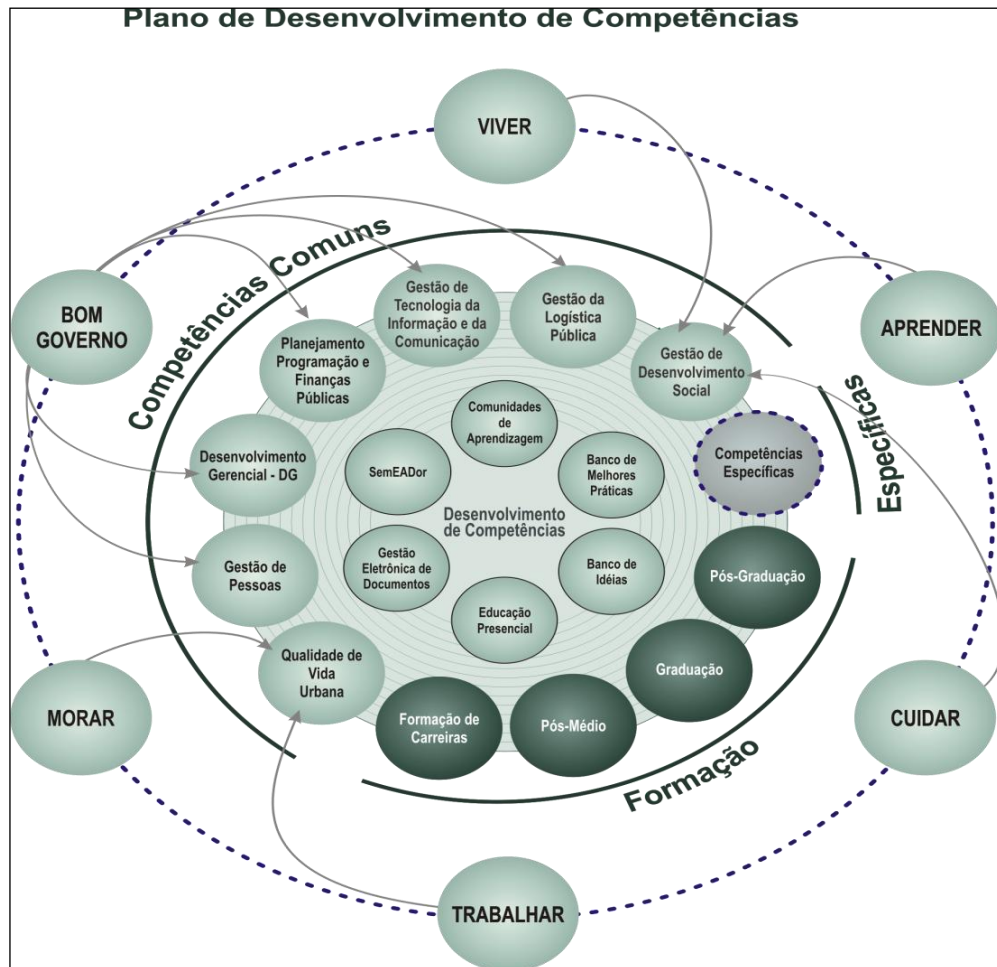 Plano de Desenvolvimento de Competências
VIVER
BOM
GOVERNO
APRENDER
MORAR
CUIDAR
TRABALHAR
Competências Comuns
Específicas
Formação
Gestão de
Tecnologia da
Informação e da
Comunicação
Gestão da
Logística
Pública
Planejamento
Programação e
Finanças
Públicas
Gestão de
Desenvolvimento
Social
Desenvolvimento
Gerencial - DG
Competências
Específicas
Gestão de
Pessoas
Pós-Graduação
Qualidade de
Vida
Urbana
Graduação
Formação de
Carreiras
Pós-Médio
Comunidades
de
Aprendizagem
SemEADor
Banco de
Melhores
Práticas
Desenvolvimento
de Competências
Gestão
Eletrônica de
Documentos
Banco de
Idéias
Educação
Presencial